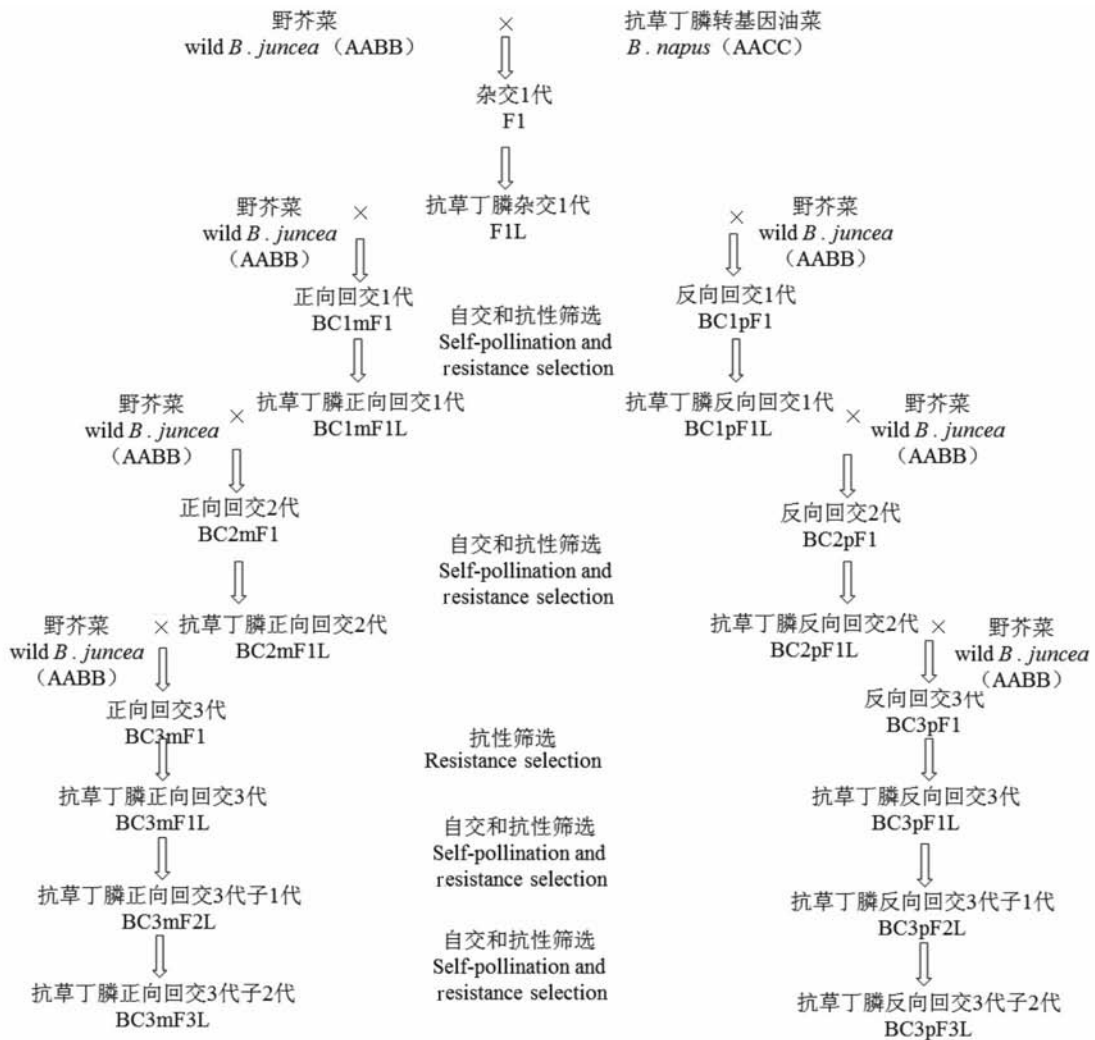 野芥菜 × 抗草丁膦转基因油菜
wild B. juncea（AABB） B. napus（AACC）
杂交1代
F1
抗草丁膦杂交1代
F1L
野芥菜 ×
wild B. juncea
（AABB）
× 野芥菜
wild B. juncea
（AABB）
正向回交1代
BC1mF1
自交和抗性筛选
Self-pollination and
resistance selection
反向回交1代
BC1pF1
野芥菜 × 抗草丁膦正向回交1代
wild B. juncea BC1mF1L
（AABB）
抗草丁膦反向回交1代 × 野芥菜
BC1pF1L wild B. juncea
（AABB）
正向回交2代
BC2mF1
自交和抗性筛选
Self-pollination and
resistance selection
反向回交2代
BC2pF1
野芥菜 × 抗草丁膦正向回交2代
wild B. juncea BC2mF1L
（AABB）
抗草丁膦反向回交2代 × 野芥菜
BC2pF1L wild B. juncea
（AABB）
正向回交3代
BC3mF1
抗性筛选
Resistance selection
反向回交3代
BC3pF1
抗草丁膦正向回交3代
BC3mF1L
自交和抗性筛选
Self-pollination and
resistance selection
抗草丁膦反向回交3代
BC3pF1L
抗草丁膦正向回交3代子1代
BC3mF2L
自交和抗性筛选
Self-pollination and
resistance selection
抗草丁膦反向回交3代子1代
BC3pF2L
抗草丁膦正向回交3代子2代
BC3mF3L
抗草丁膦反向回交3代子2代
BC3pF3L